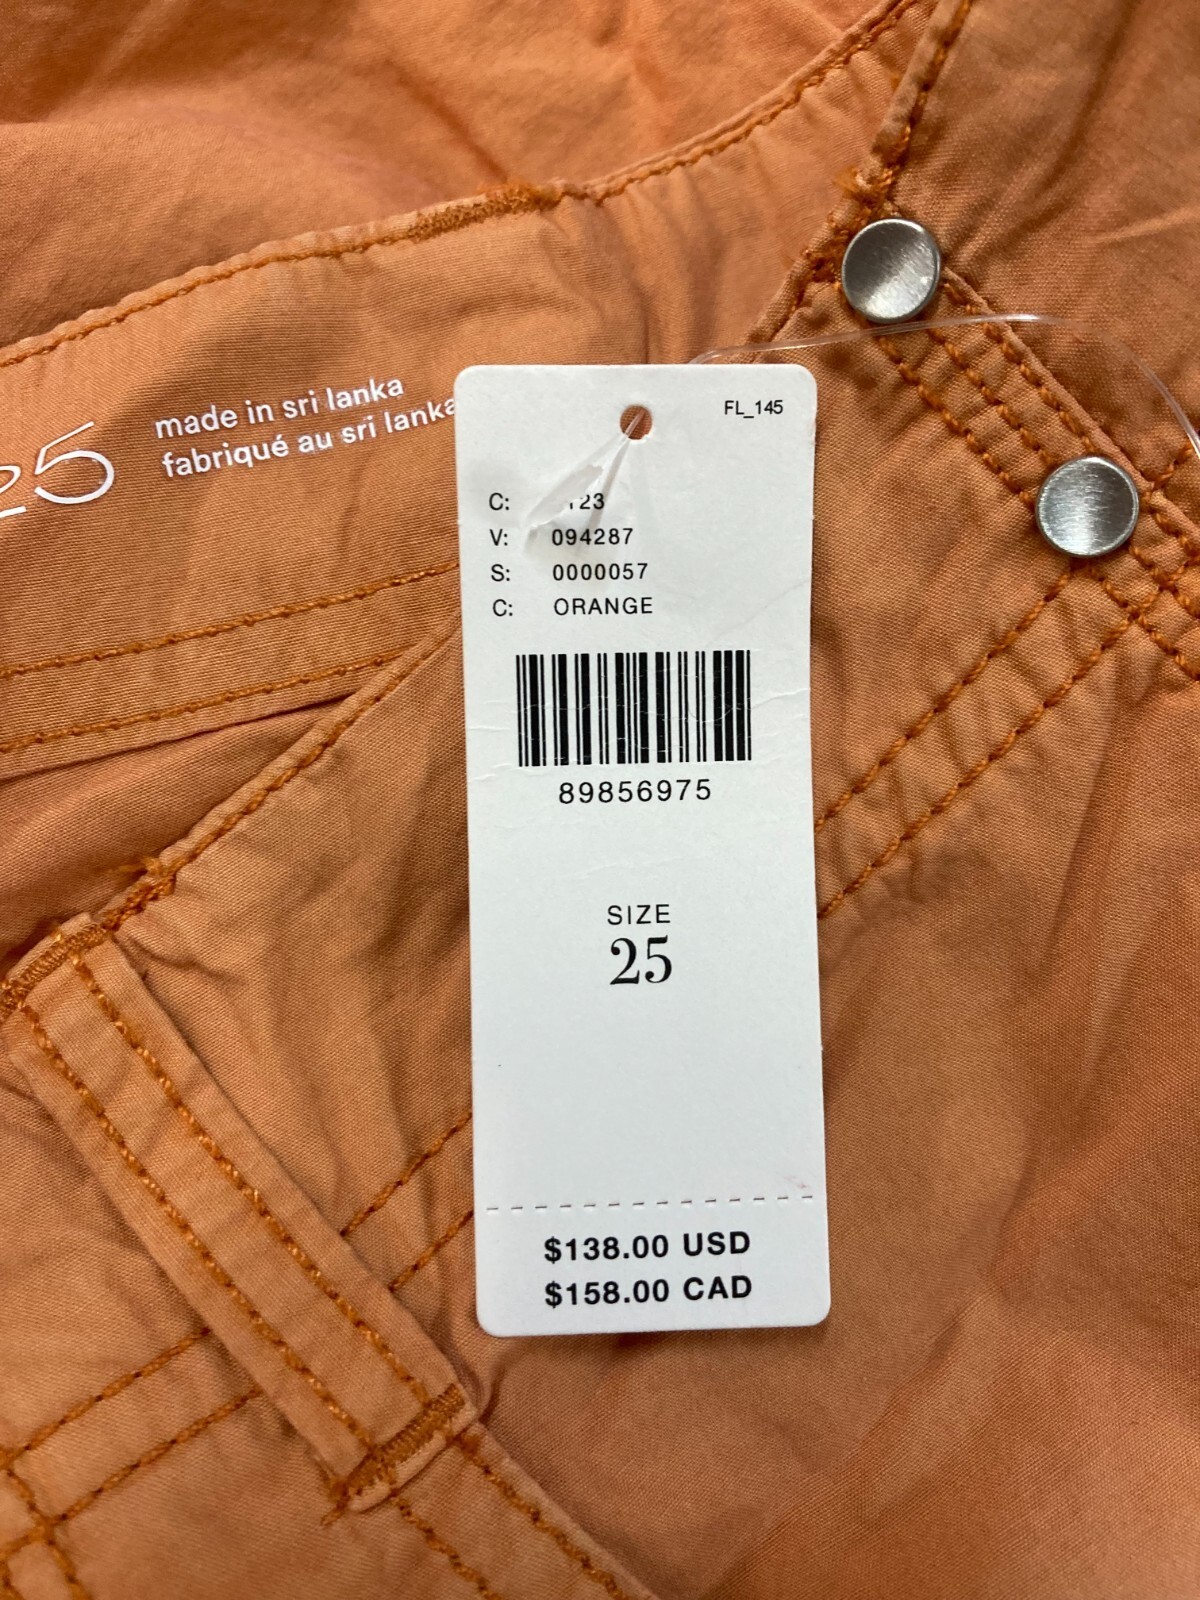 25
made in sri lanka
fabriqué au sri lanka
FL_145
C:
V: 094287
S: 0000057
C: ORANGE
89856975
SIZE
25
$138.00 USD
$158.00 CAD